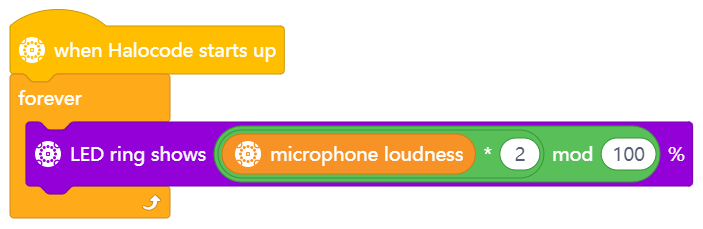 when Halocode starts up
forever
LED ring shows microphone loudness * 2 mod 100 %